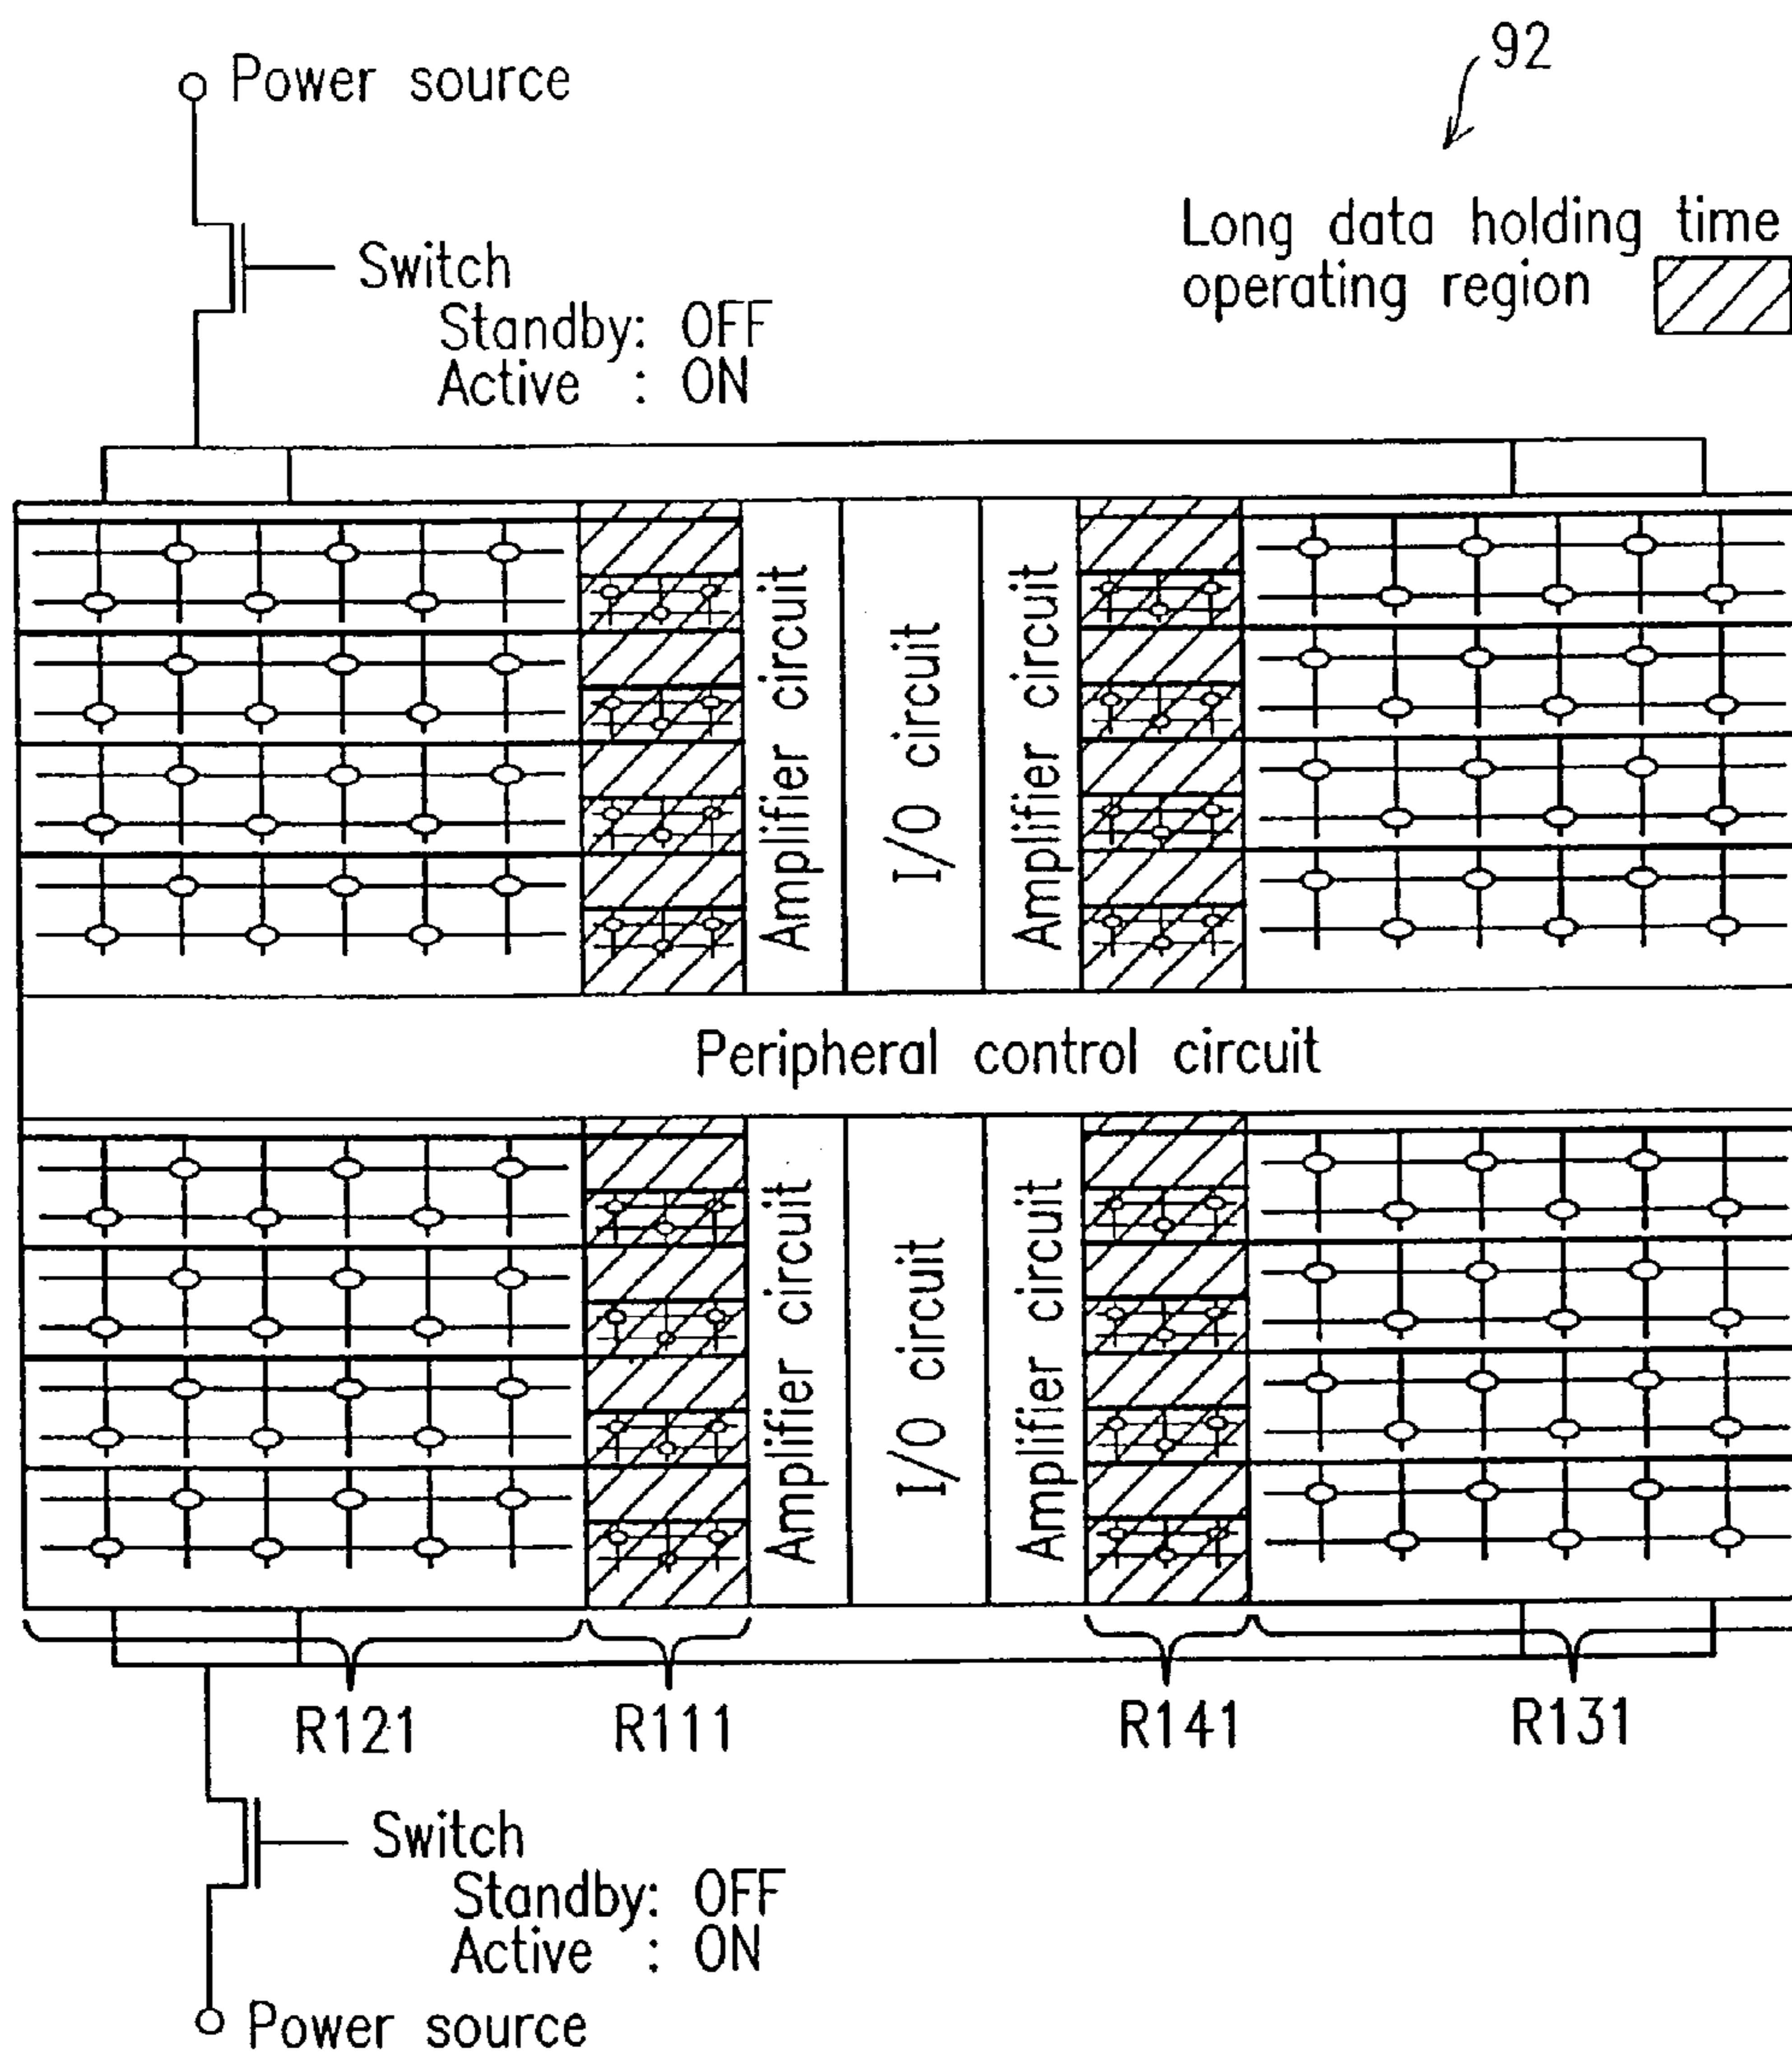 92
Power source
Long data holding time
operating region
Switch
Standby: OFF
Active : ON
Amplifier circuit
I/O circuit
Amplifier circuit
Peripheral control circuit
Amplifier circuit
I/O circuit
Amplifier circuit
R121
R111
R141
R131
Switch
Standby: OFF
Active : ON
Power source